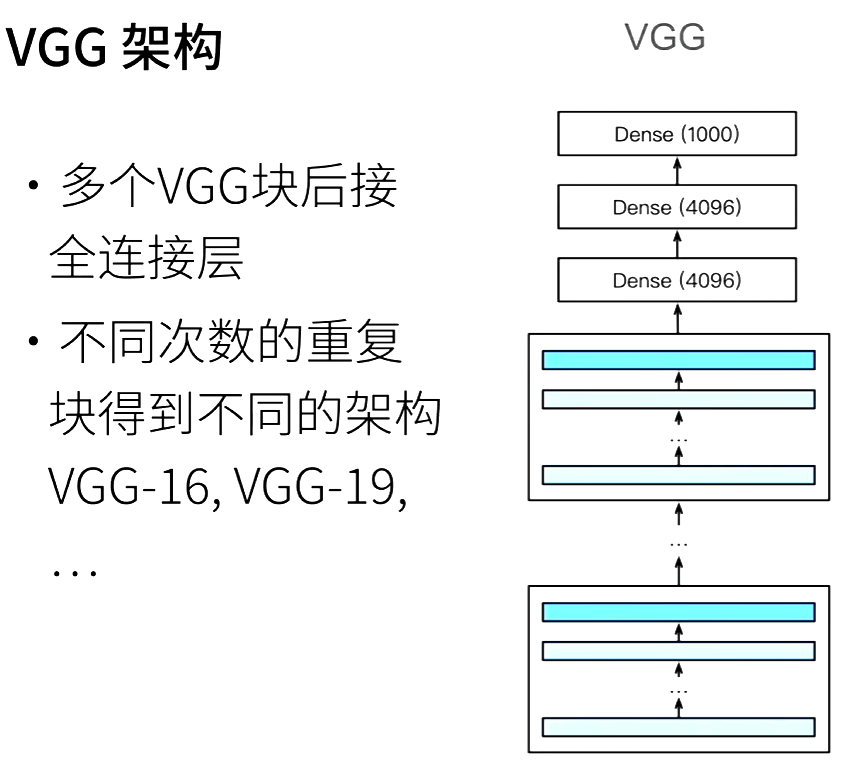 VGG 架构
• 多个VGG块后接
全连接层
• 不同次数的重复
块得到不同的架构
VGG-16, VGG-19,
...
VGG
Dense (1000)
Dense (4096)
Dense (4096)
...
...
...